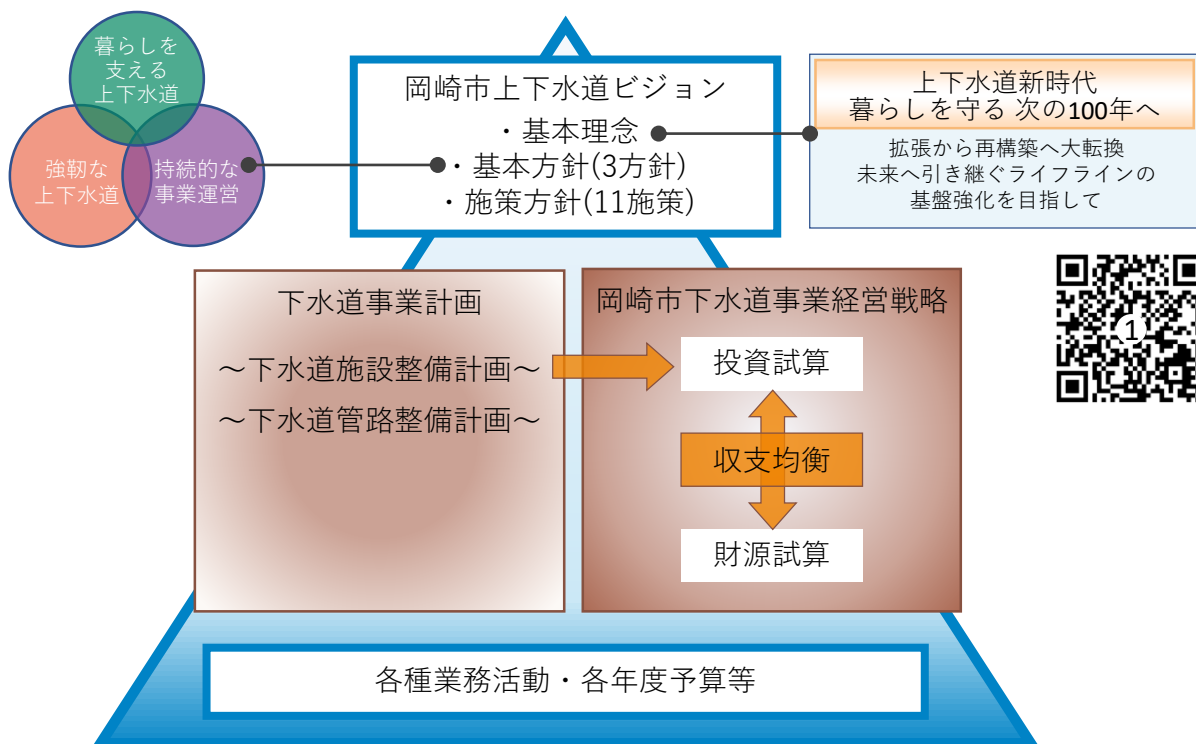 暮らしを
支える
上下水道
強靭な
上下水道
持続的な
事業運営
岡崎市上下水道ビジョン
・基本理念
・基本方針(3方針)
・施策方針(11施策)
上下水道新時代
暮らしを守る 次の100年へ
拡張から再構築へ大転換
未来へ引き継ぐライフラインの
基盤強化を目指して
下水道事業計画
～下水道施設整備計画～
～下水道管路整備計画～
岡崎市下水道事業経営戦略
投資試算
収支均衡
財源試算
1
各種業務活動・各年度予算等